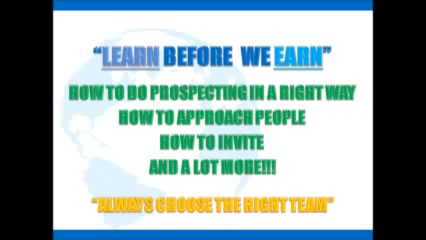 “LEARN BEFORE WE EARN”
HOW TO DO PROSPECTING IN A RIGHT WAY
HOW TO APPROACH PEOPLE
HOW TO INVITE
AND A LOT MORE!!!
“ALWAYS CHOOSE THE RIGHT TEAM”